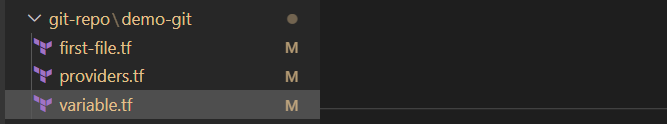 git-repo\demo-git
first-file.tf M
providers.tf M
variable.tf M